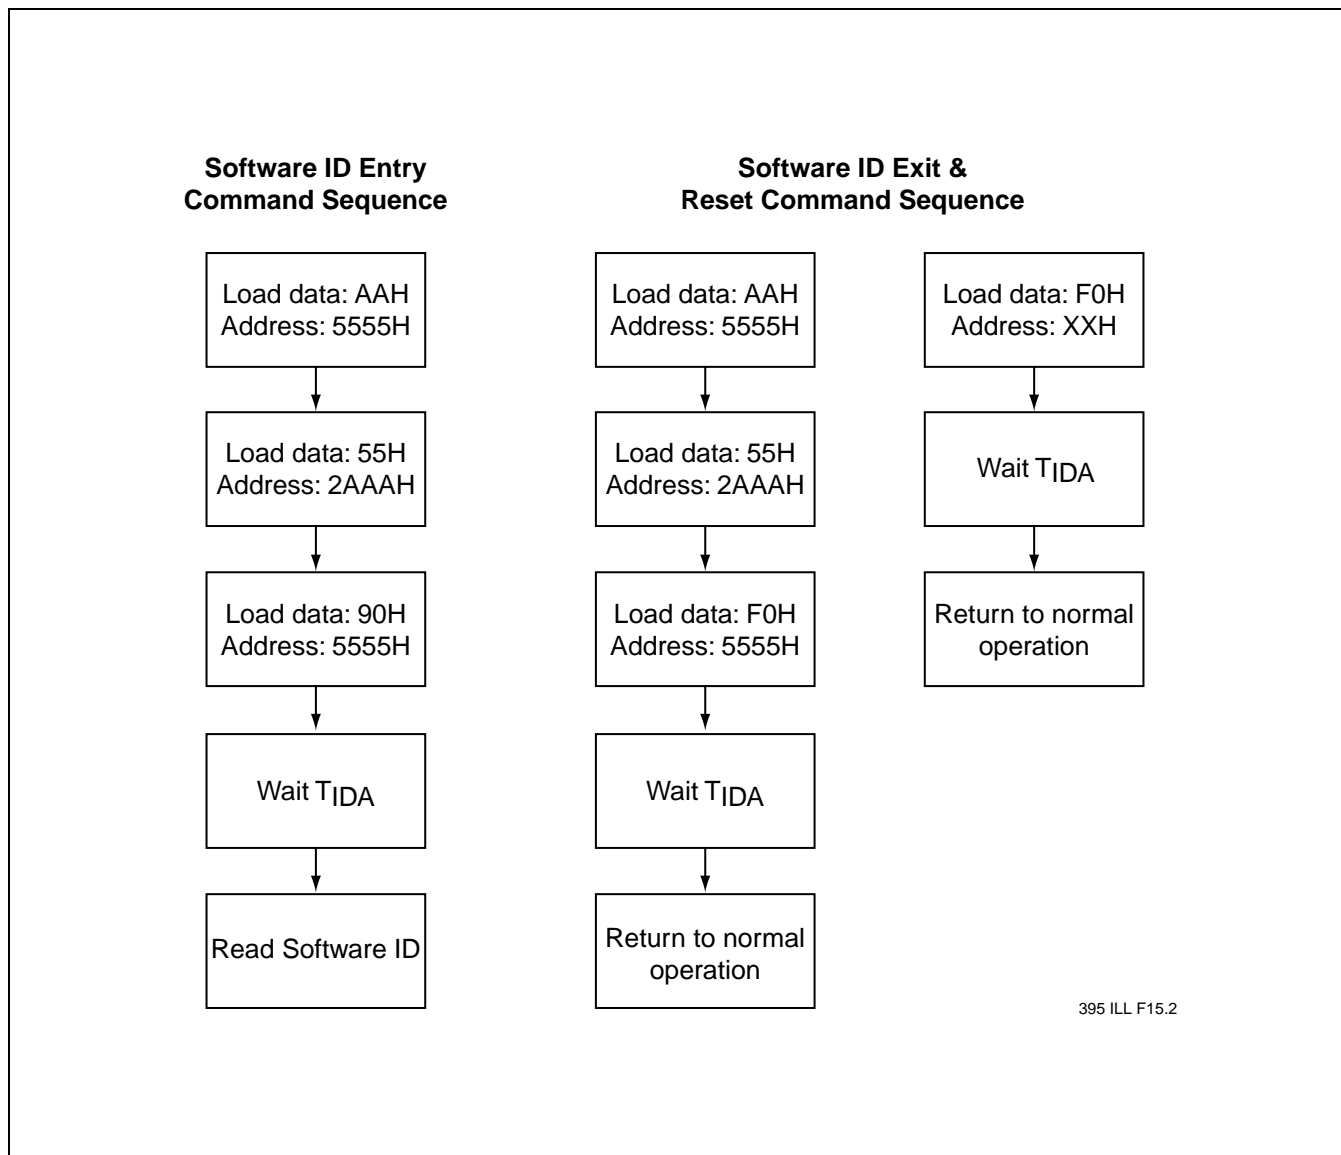 Software ID Entry
Command Sequence
Load data: AAH
Address: 5555H
Load data: 55H
Address: 2AAAH
Load data: 90H
Address: 5555H
Wait TIDA
Read Software ID
Software ID Exit &
Reset Command Sequence
Load data: AAH
Address: 5555H
Load data: 55H
Address: 2AAAH
Load data: F0H
Address: 5555H
Wait TIDA
Return to normal
operation
Load data: F0H
Address: XXH
Wait TIDA
Return to normal
operation
395 ILL F15.2